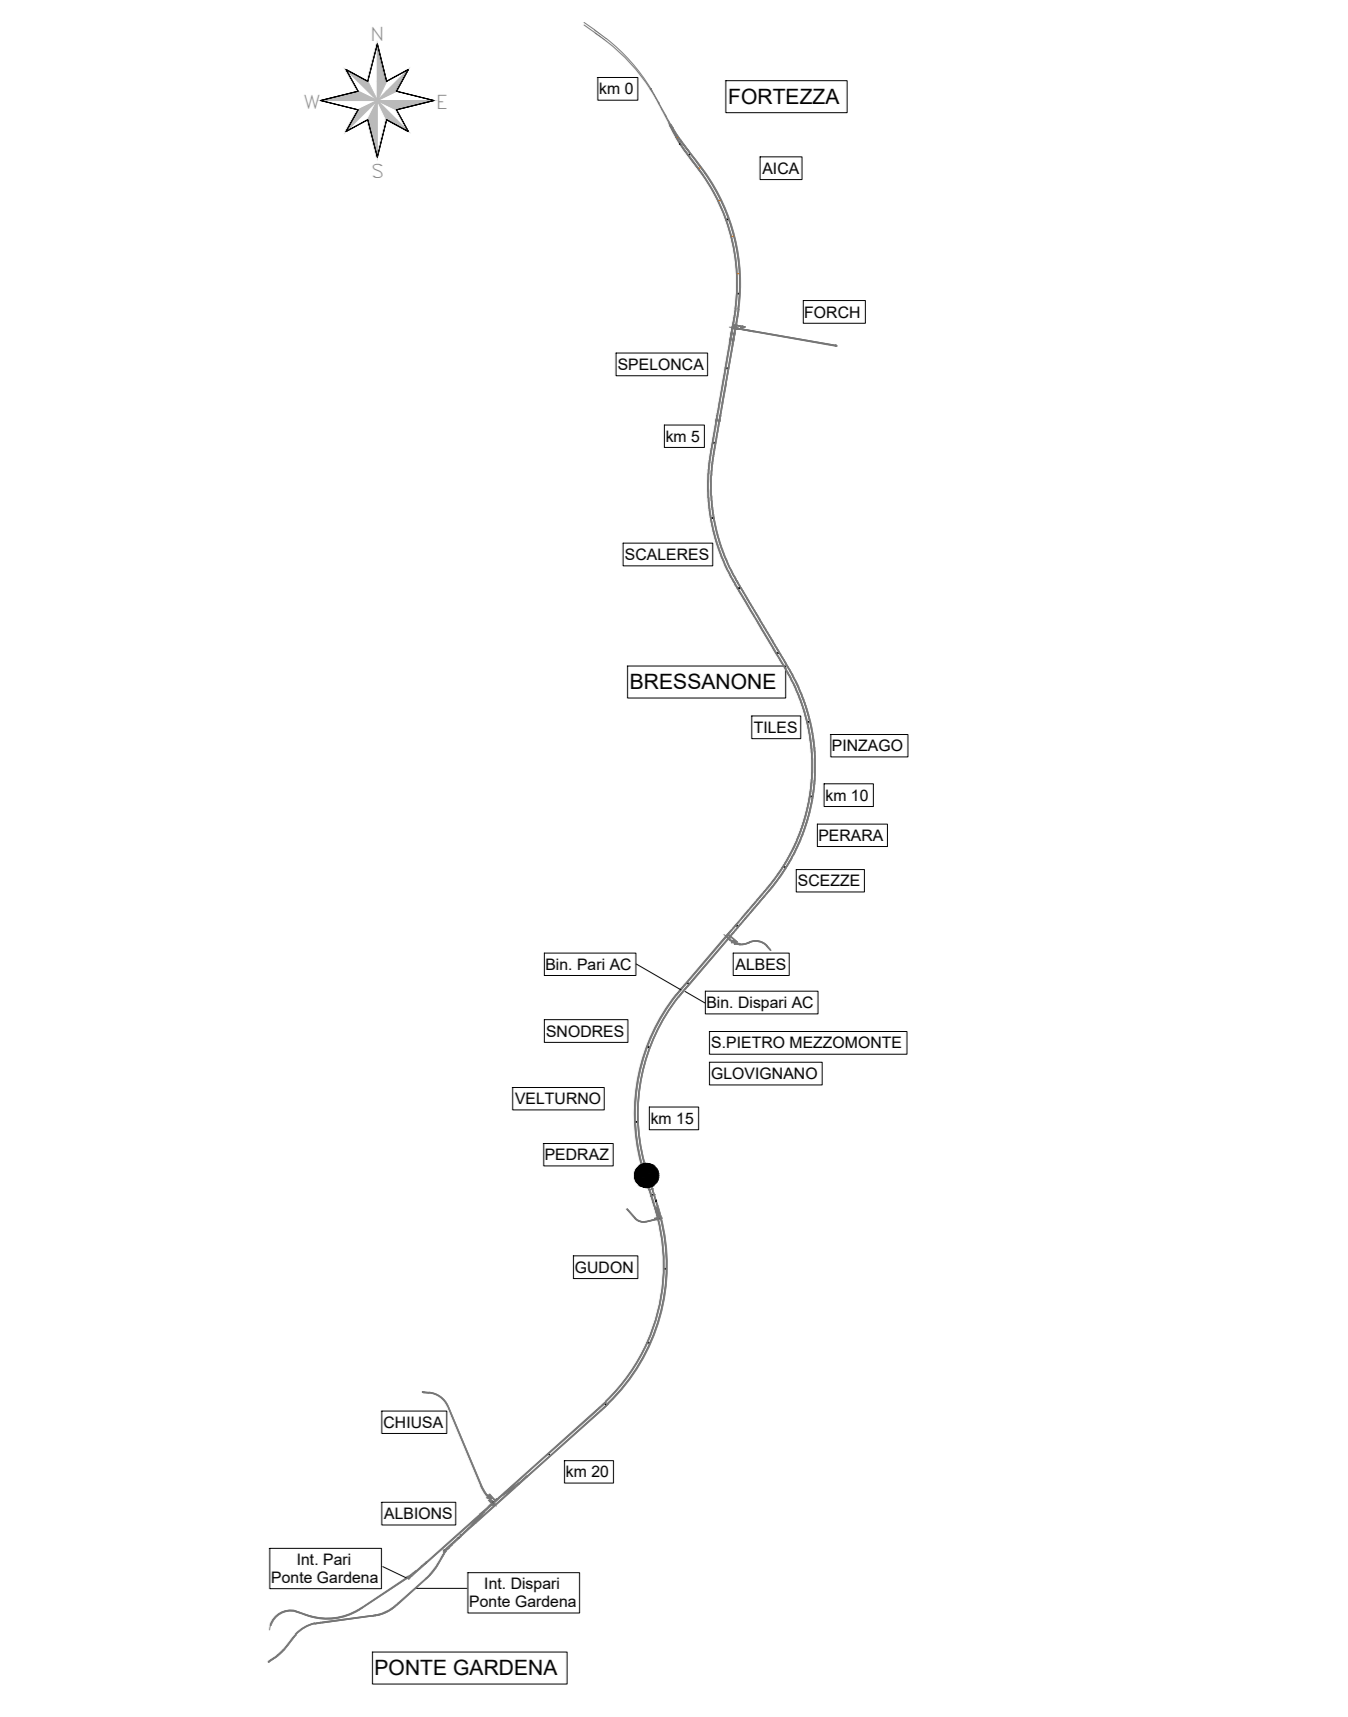 N
W
E
S
km 0
FORTEZZA
AICA
FORCH
SPELONCA
km 5
SCALERES
BRESSANONE
TILES
PINZAGO
km 10
PERARA
SCEZZE
Bin. Pari AC
ALBES
Bin. Dispari AC
SNODRES
S.PIETRO MEZZOMONTE
GLOVIGNANO
VELTURNO
km 15
PEDRAZ
GUDON
CHIUSA
km 20
ALBIONS
Int. Pari
Ponte Gardena
Int. Dispari
Ponte Gardena
PONTE GARDENA